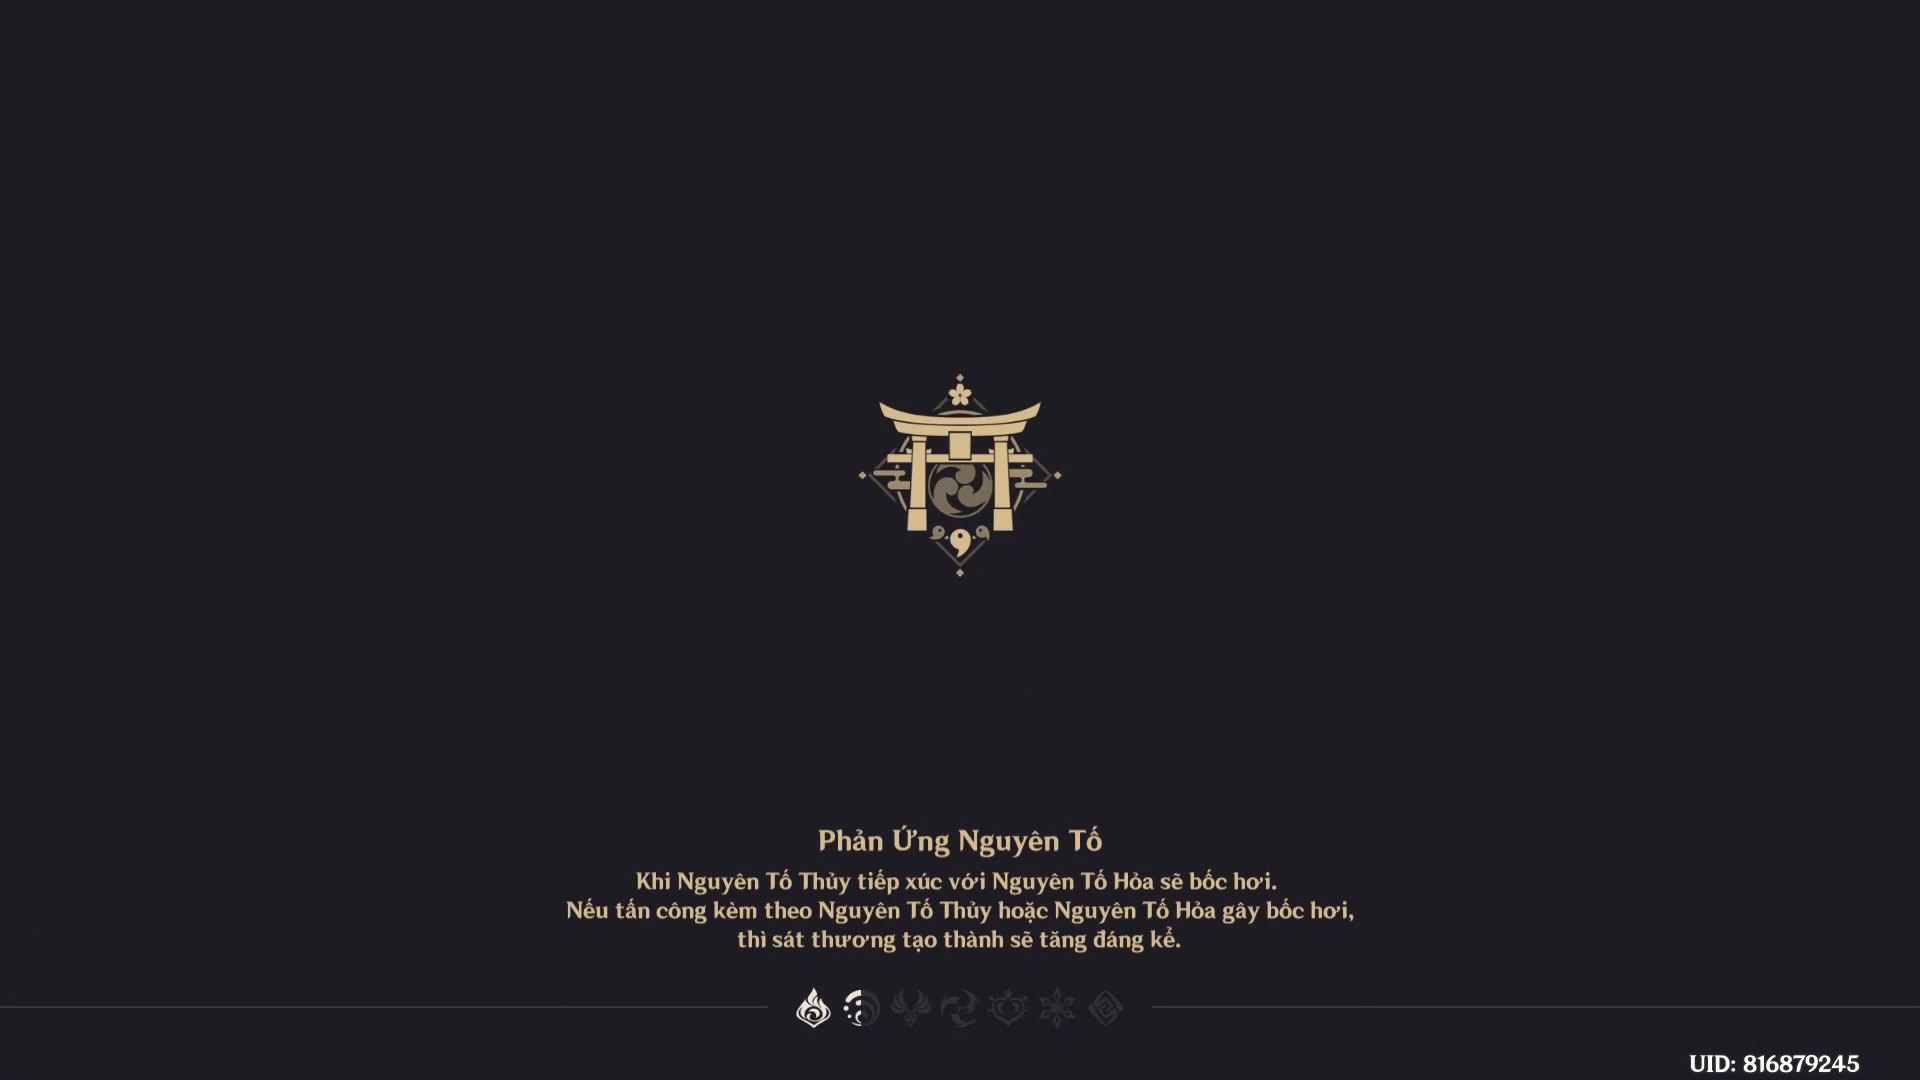 Phản Ứng Nguyên Tố
Khi Nguyên Tố Thủy tiếp xúc với Nguyên Tố Hỏa sẽ bốc hơi.
Nếu tấn công kèm theo Nguyên Tố Thủy hoặc Nguyên Tố Hỏa gây bốc hơi,
thì sát thương tạo thành sẽ tăng đáng kể.
UID: 816879245